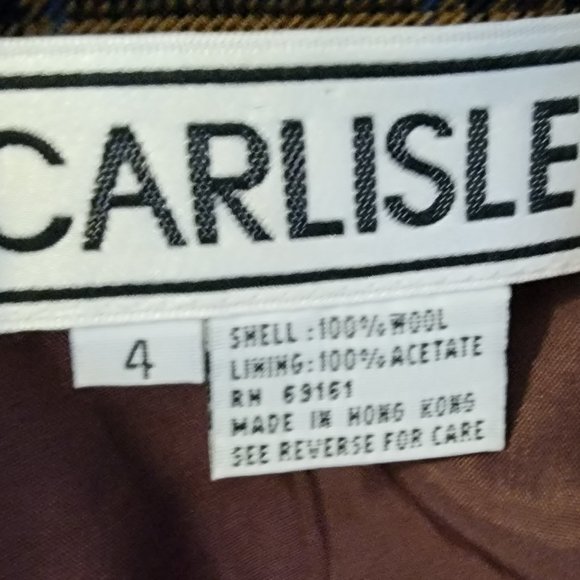 CARLISLE
4
SHELL:100% WOOL
LINING:100% ACETATE
RN 69161
MADE IN HONG KONG
SEE REVERSE FOR CARE